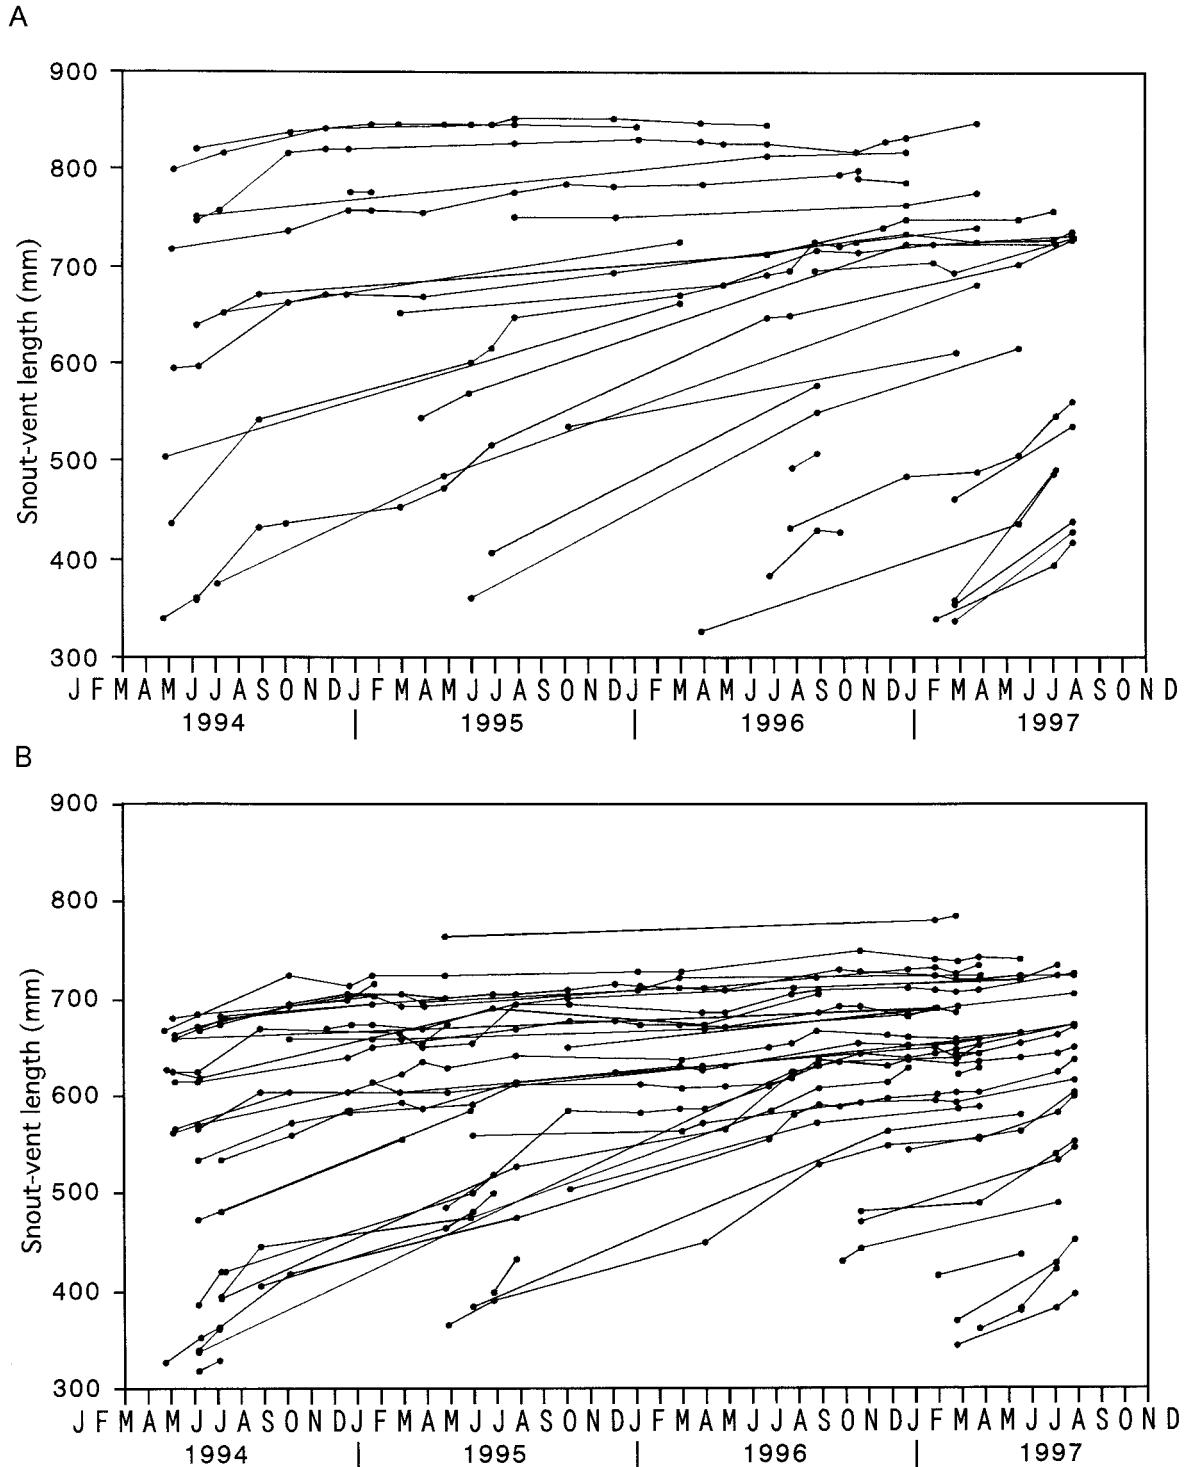 A
900
800
700
600
500
400
300
Snout-vent length (mm)
J F M A M J J A S O N D J F M A M J J A S O N D J F M A M J J A S O N D J F M A M J J A S O N D
1994 | 1995 | 1996 | 1997
B
900
800
700
600
500
400
300
Snout-vent length (mm)
J F M A M J J A S O N D J F M A M J J A S O N D J F M A M J J A S O N D J F M A M J J A S O N D
1994 | 1995 | 1996 | 1997